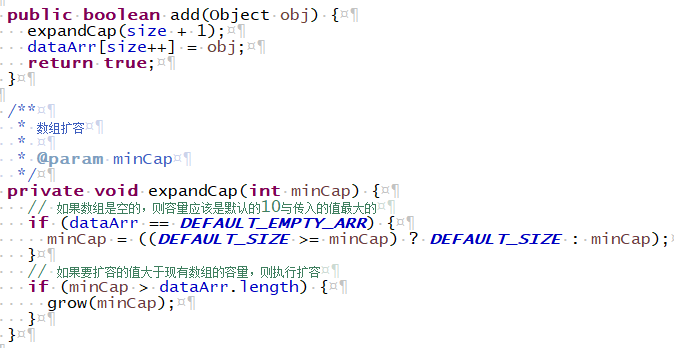 public boolean add(Object obj) {
expandCap(size + 1);
dataArr[size++] = obj;
return true;
}
/**
* 数组扩容
*
* @param minCap
*/
private void expandCap(int minCap) {
// 如果数组是空的，则容量应该是默认的10与传入的值最大的
if (dataArr == DEFAULT_EMPTY_ARR) {
minCap = ((DEFAULT_SIZE >= minCap) ? DEFAULT_SIZE : minCap);
}
// 如果要扩容的值大于现有数组的容量，则执行扩容
if (minCap > dataArr.length) {
grow(minCap);
}
}